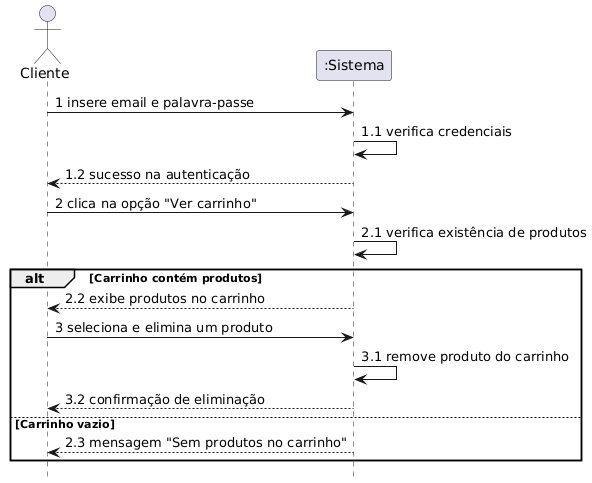 Cliente
:Sistema
1 insere email e palavra-passe
1.1 verifica credenciais
1.2 sucesso na autenticação
2 clica na opção "Ver carrinho"
2.1 verifica existência de produtos
alt [Carrinho contém produtos]
2.2 exibe produtos no carrinho
3 seleciona e elimina um produto
3.1 remove produto do carrinho
3.2 confirmação de eliminação
[Carrinho vazio]
2.3 mensagem "Sem produtos no carrinho"